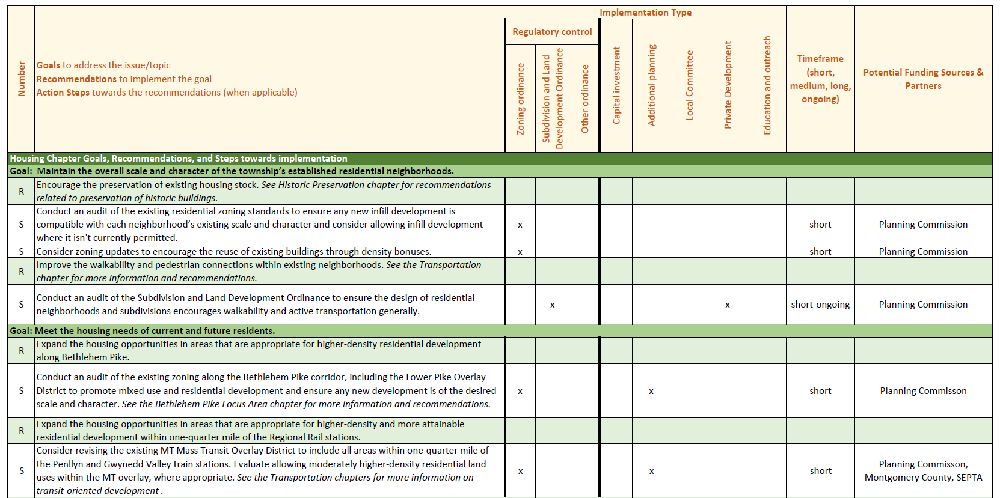 Implementation Type
Regulatory control
Number
Goals to address the issue/topic
Recommendations to implement the goal
Action Steps towards the recommendations (when applicable)
Zoning ordinance
Subdivision and Land
Development Ordinance
Other ordinance
Capital investment
Additional planning
Local Committee
Private Development
Education and outreach
Timeframe
(short,
medium, long,
ongoing)
Potential Funding Sources &
Partners
Housing Chapter Goals, Recommendations, and Steps towards implementation
Goal:  Maintain the overall scale and character of the township's established residential neighborhoods.
R
Encourage the preservation of existing housing stock. See Historic Preservation chapter for recommendations
related to preservation of historic buildings.
S
Conduct an audit of the existing residential zoning standards to ensure any new infill development is
compatible with each neighborhood's existing scale and character and consider allowing infill development
where it isn't currently permitted.
x
short
Planning Commission
S
Consider zoning updates to encourage the reuse of existing buildings through density bonuses.
x
short
Planning Commission
R
Improve the walkability and pedestrian connections within existing neighborhoods. See the Transportation
chapter for more information and recommendations.
S
Conduct an audit of the Subdivision and Land Development Ordinance to ensure the design of residential
neighborhoods and subdivisions encourages walkability and active transportation generally.
x
x
short-ongoing
Planning Commission
Goal: Meet the housing needs of current and future residents.
R
Expand the housing opportunities in areas that are appropriate for higher-density residential development
along Bethlehem Pike.
S
Conduct an audit of the existing zoning along the Bethlehem Pike corridor, including the Lower Pike Overlay
District to promote mixed use and residential development and ensure any new development is of the desired
scale and character. See the Bethlehem Pike Focus Area chapter for more information and recommendations.
x
x
short
Planning Commisson
R
Expand the housing opportunities in areas that are appropriate for higher-density and more attainable
residential development within one-quarter mile of the Regional Rail stations.
S
Consider revising the existing MT Mass Transit Overlay District to include all areas within one-quarter mile of
the Penllyn and Gwynedd Valley train stations. Evaluate allowing moderately higher-density residential land
uses within the MT overlay, where appropriate. See the Transportation chapters for more information on
transit-oriented development .
x
x
short
Planning Commisson,
Montgomery County, SEPTA